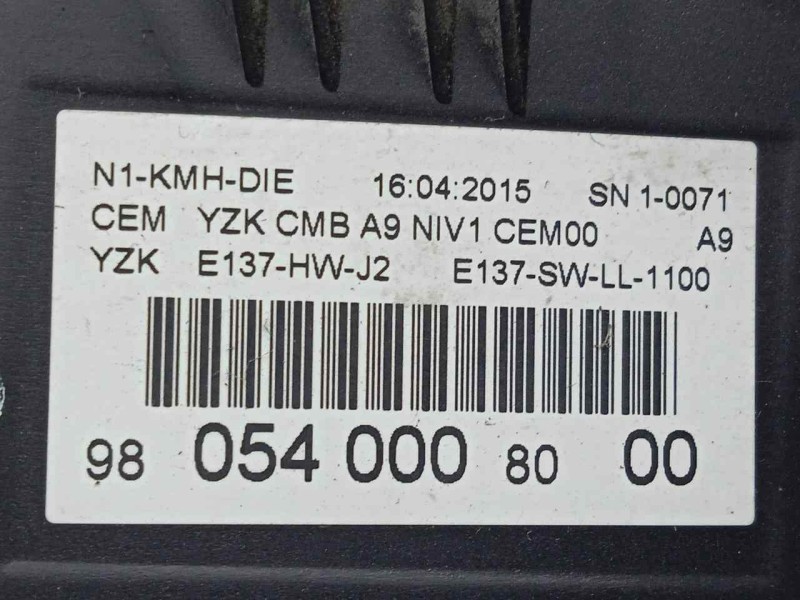 N1-KMH-DIE 16:04:2015 SN 1-0071
CEM YZK CMB A9 NIV1 CEM00 A9
YZK E137-HW-J2 E137-SW-LL-1100
98 054 000 80 00